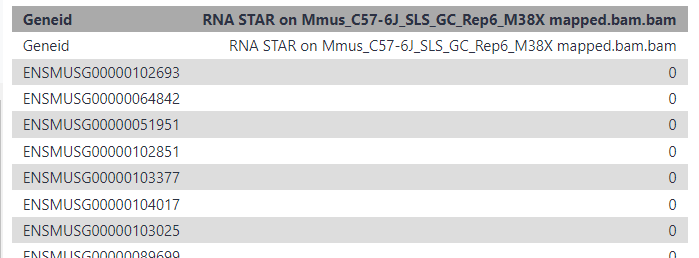 Geneid RNA STAR on Mmus_C57-6J_SLS_GC_Rep6_M38X mapped.bam.bam
Geneid RNA STAR on Mmus_C57-6J_SLS_GC_Rep6_M38X mapped.bam.bam
ENSMUSG00000102693 0
ENSMUSG00000064842 0
ENSMUSG00000051951 0
ENSMUSG00000102851 0
ENSMUSG00000103377 0
ENSMUSG00000104017 0
ENSMUSG00000103025 0
ENSMUSG00000089699 0